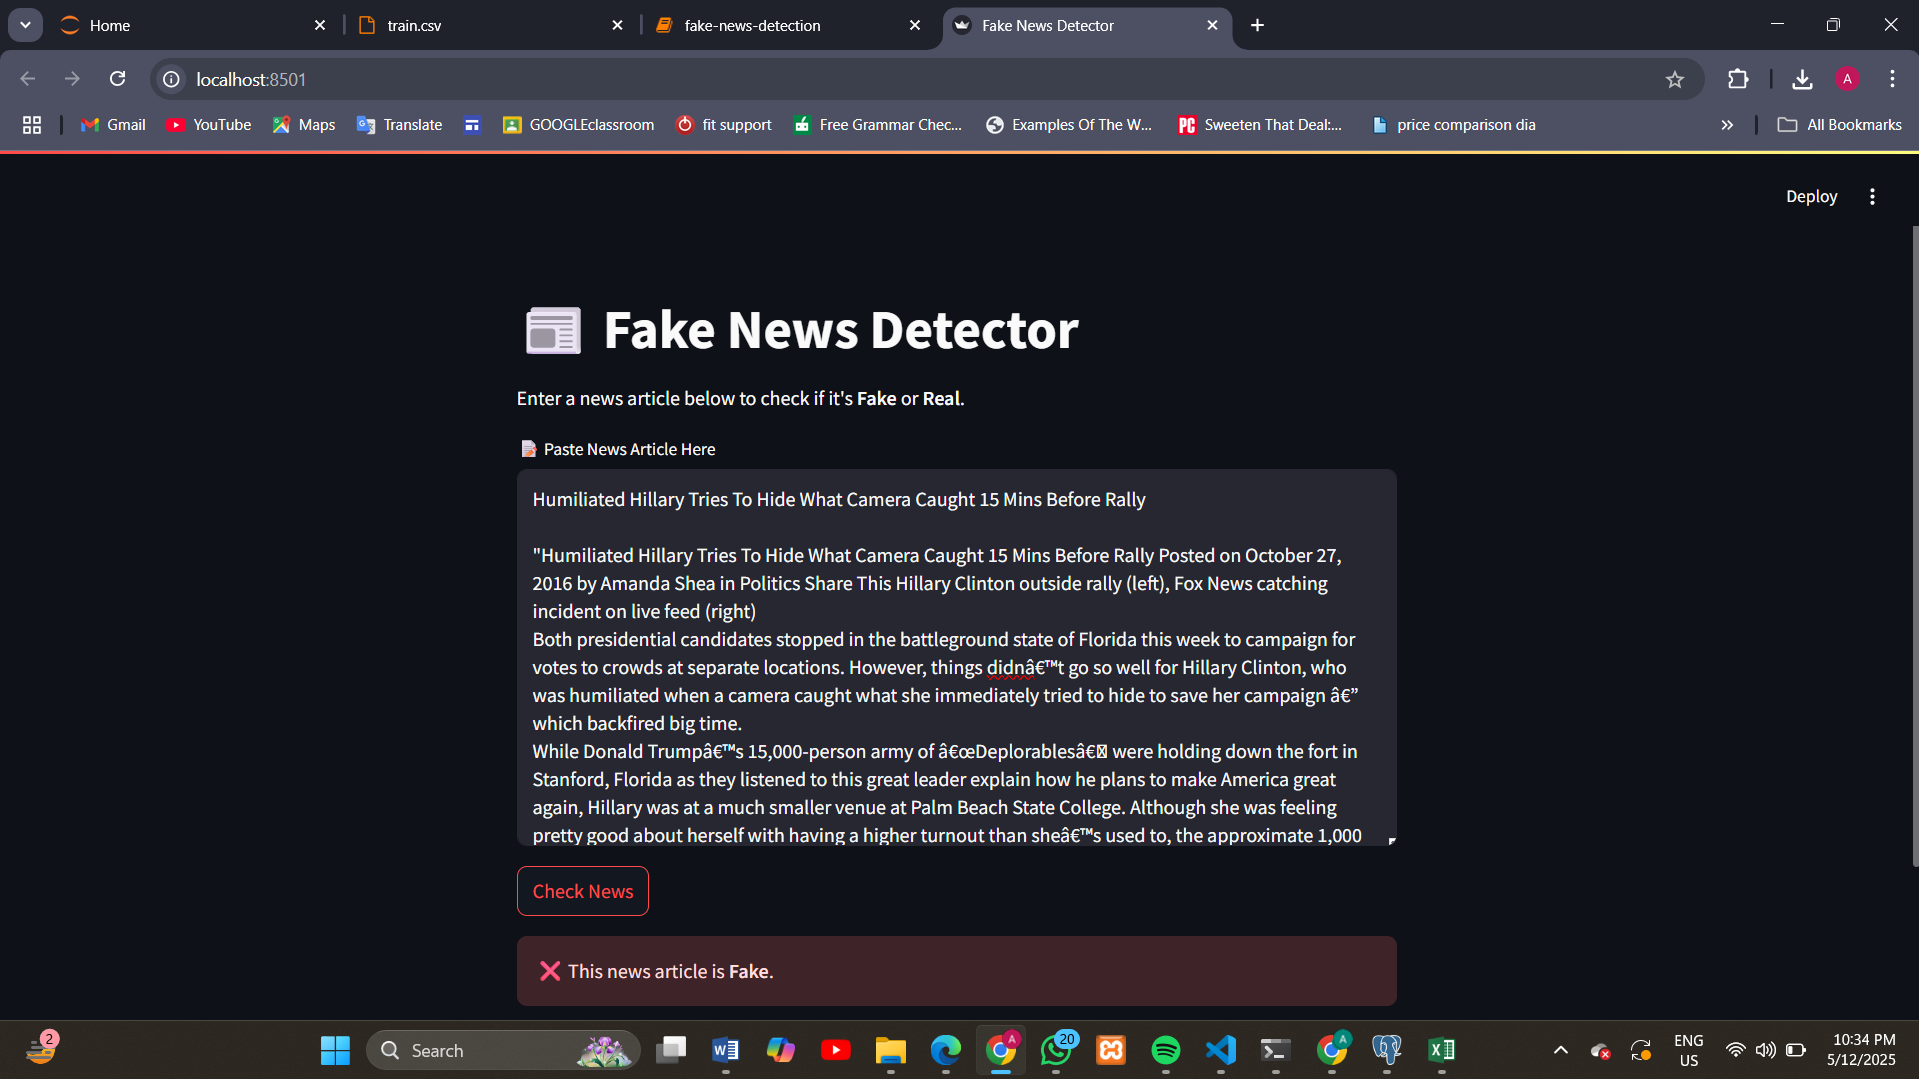 Home
train.csv
fake-news-detection
Fake News Detector
localhost:8501
A
Gmail
YouTube
Maps
Translate
GOOGLEclassroom
fit support
Free Grammar Chec...
Examples Of The W...
PC
Sweeten That Deal:...
price comparison dia
All Bookmarks
Deploy
Fake News Detector
Enter a news article below to check if it's Fake or Real.
Paste News Article Here
Humiliated Hillary Tries To Hide What Camera Caught 15 Mins Before Rally
"Humiliated Hillary Tries To Hide What Camera Caught 15 Mins Before Rally Posted on October 27,
2016 by Amanda Shea in Politics Share This Hillary Clinton outside rally (left), Fox News catching
incident on live feed (right)
Both presidential candidates stopped in the battleground state of Florida this week to campaign for
votes to crowds at separate locations. However, things didnâ€™t go so well for Hillary Clinton, who
was humiliated when a camera caught what she immediately tried to hide to save her campaign â€”
which backfired big time.
While Donald Trumpâ€™s 15,000-person army of â€œDeplorablesâ€ were holding down the fort in
Stanford, Florida as they listened to this great leader explain how he plans to make America great
again, Hillary was at a much smaller venue at Palm Beach State College. Although she was feeling
pretty good about herself with having a higher turnout than sheâ€™s used to, the approximate 1,000
Check News
This news article is Fake.
2
Search
A
20
A
ENG
US
10:34 PM
5/12/2025